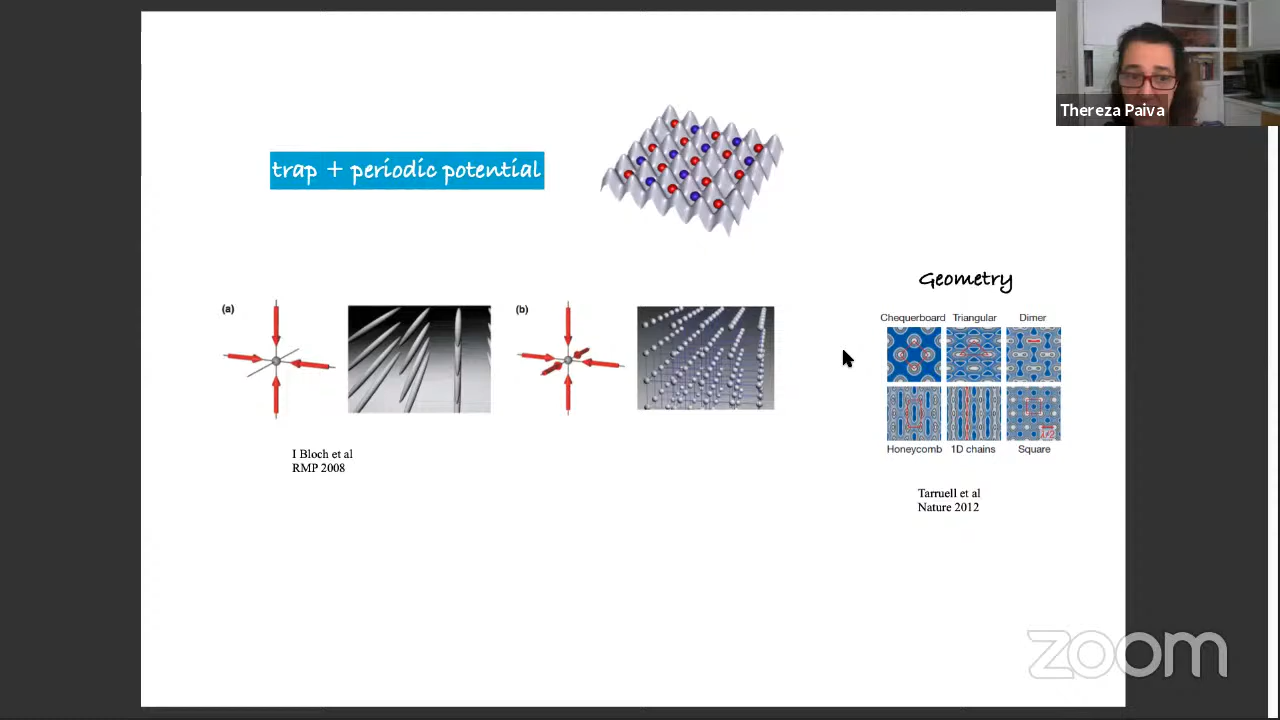 Thereza Paiva
trap + periodic potential
Geometry
(a)
(b)
Chequerboard Triangular Dimer
Honeycomb 1D chains Square
I Bloch et al
RMP 2008
Tarruell et al
Nature 2012
zoom